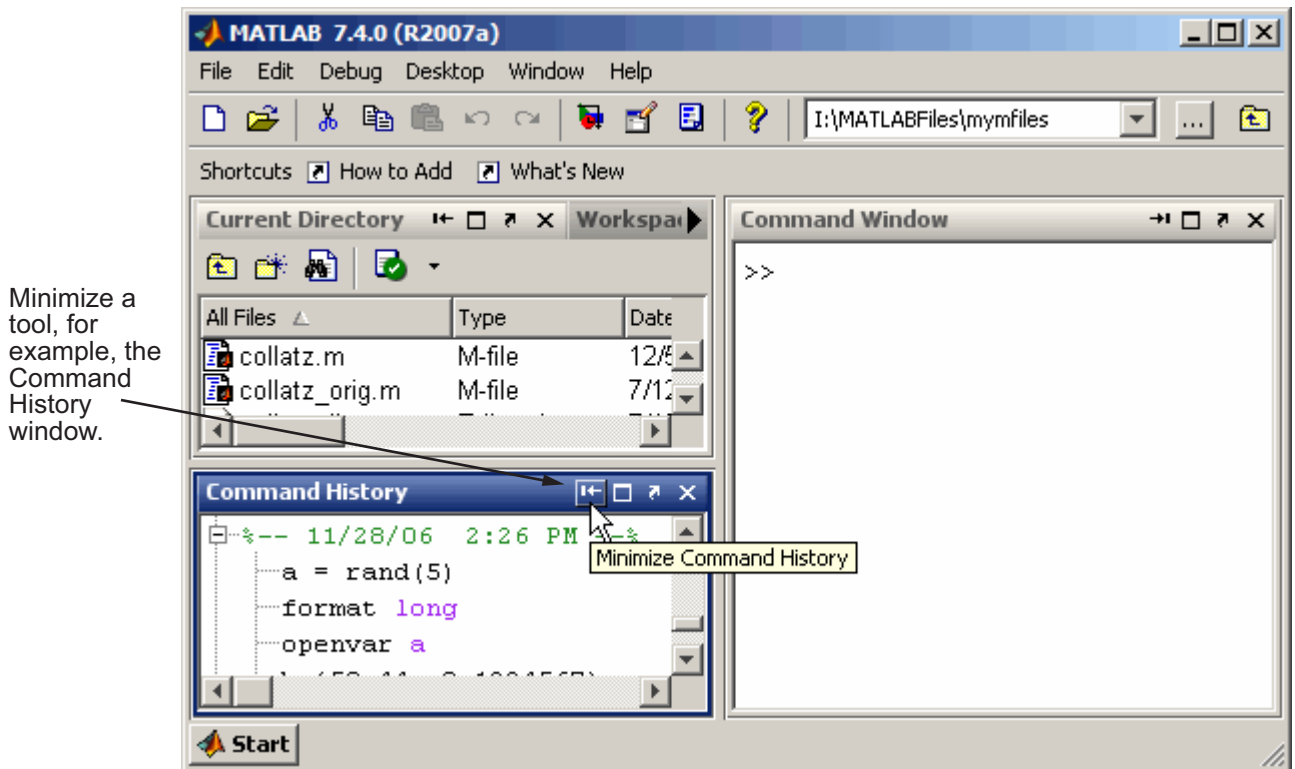 MATLAB 7.4.0 (R2007a)
File Edit Debug Desktop Window Help
I:\MATLABFiles\mymfiles ...
Shortcuts How to Add What's New
Current Directory
Command Window
>>
All Files Type Date
collatz.m M-file
collatz_orig.m M-file
Minimize a
tool, for
example, the
Command
History
window.
Command History
%-- 11/28/06 2:26 PM
Minimize Command History
a = rand(5)
format long
openvar a
Start